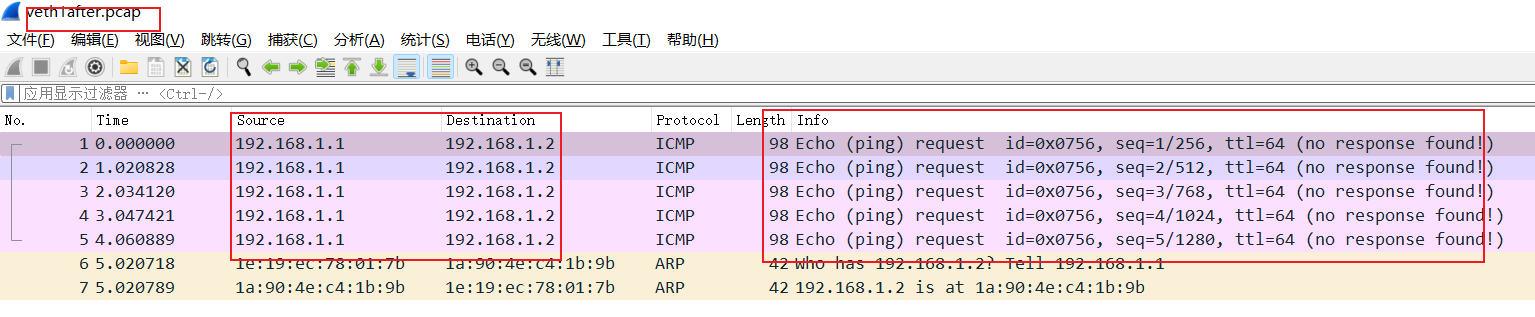 veth1after.pcap
文件(F) 编辑(E) 视图(V) 跳转(G) 捕获(C) 分析(A) 统计(S) 电话(Y) 无线(W) 工具(T) 帮助(H)
应用显示过滤器 … <Ctrl-/>
No. Time Source Destination Protocol Length Info
1 0.000000 192.168.1.1 192.168.1.2 ICMP 98 Echo (ping) request id=0x0756, seq=1/256, ttl=64 (no response found!)
2 1.020828 192.168.1.1 192.168.1.2 ICMP 98 Echo (ping) request id=0x0756, seq=2/512, ttl=64 (no response found!)
3 2.034120 192.168.1.1 192.168.1.2 ICMP 98 Echo (ping) request id=0x0756, seq=3/768, ttl=64 (no response found!)
4 3.047421 192.168.1.1 192.168.1.2 ICMP 98 Echo (ping) request id=0x0756, seq=4/1024, ttl=64 (no response found!)
5 4.060889 192.168.1.1 192.168.1.2 ICMP 98 Echo (ping) request id=0x0756, seq=5/1280, ttl=64 (no response found!)
6 5.020718 1e:19:ec:78:01:7b 1a:90:4e:c4:1b:9b ARP 42 Who has 192.168.1.2? Tell 192.168.1.1
7 5.020789 1a:90:4e:c4:1b:9b 1e:19:ec:78:01:7b ARP 42 192.168.1.2 is at 1a:90:4e:c4:1b:9b